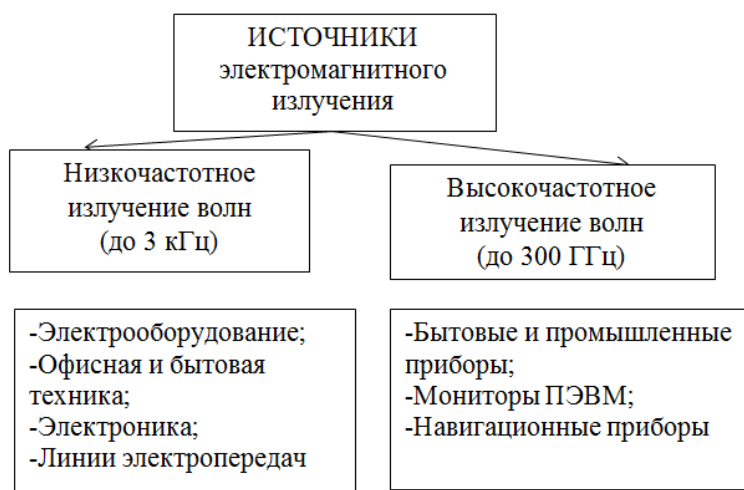 ИСТОЧНИКИ
электромагнитного
излучения
Низкочастотное
излучение волн
(до 3 кГц)
Высокочастотное
излучение волн
(до 300 ГГц)
-Электрооборудование;
-Офисная и бытовая
техника;
-Электроника;
-Линии электропередач
-Бытовые и промышленные
приборы;
-Мониторы ПЭВМ;
-Навигационные приборы